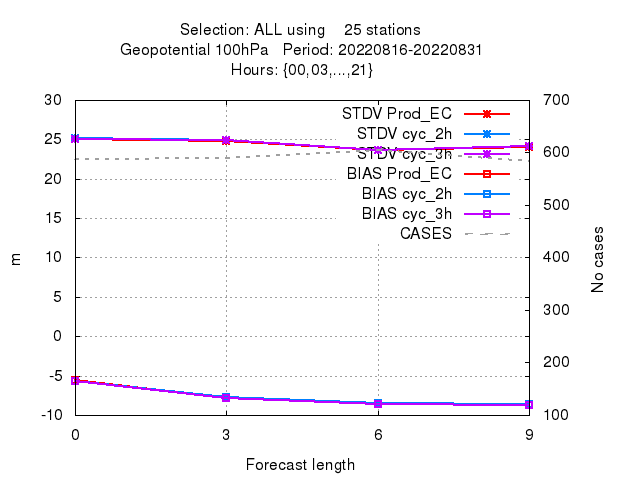 Selection: ALL using 25 stations
Geopotential 100hPa Period: 20220816-20220831
Hours: {00,03,...,21}
30 700
25 600
20 500
15 400
10 300
5 200
0 100
-5
-10
m
No cases
STDV Prod_EC
STDV cyc_2h
STDV cyc_3h
BIAS Prod_EC
BIAS cyc_2h
BIAS cyc_3h
CASES
0 3 6 9
Forecast length